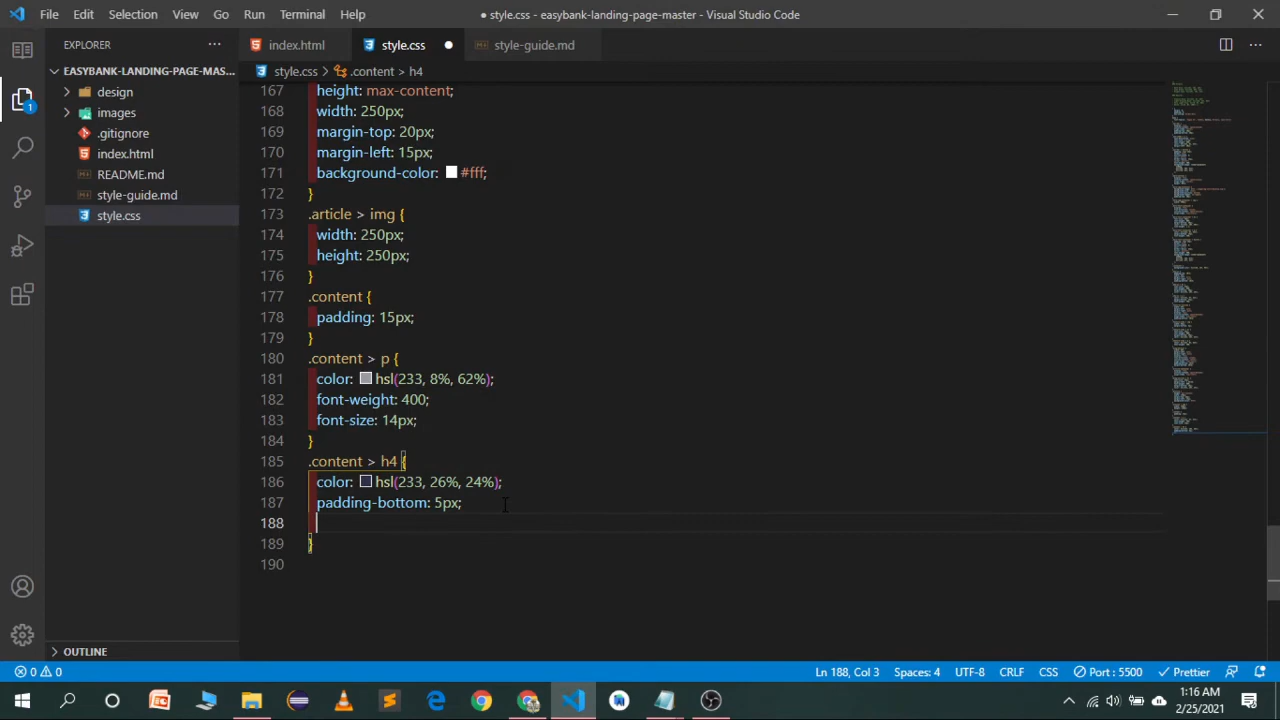 File Edit Selection View Go Run Terminal Help
● style.css - easybank-landing-page-master - Visual Studio Code
EXPLORER
index.html
style.css
style-guide.md
EASYBANK-LANDING-PAGE-MAS...
style.css > .content > h4
design
images
.gitignore
index.html
README.md
style-guide.md
style.css
167 height: max-content;
168 width: 250px;
169 margin-top: 20px;
170 margin-left: 15px;
171 background-color: #fff;
172 }
173 .article > img {
174 width: 250px;
175 height: 250px;
176 }
177 .content {
178 padding: 15px;
179 }
180 .content > p {
181 color: hsl(233, 8%, 62%);
182 font-weight: 400;
183 font-size: 14px;
184 }
185 .content > h4 {
186 color: hsl(233, 26%, 24%);
187 padding-bottom: 5px;
188
189 }
190
1
OUTLINE
0 0
Ln 188, Col 3 Spaces: 4 UTF-8 CRLF CSS Port : 5500 Prettier
1:16 AM
2/25/2021